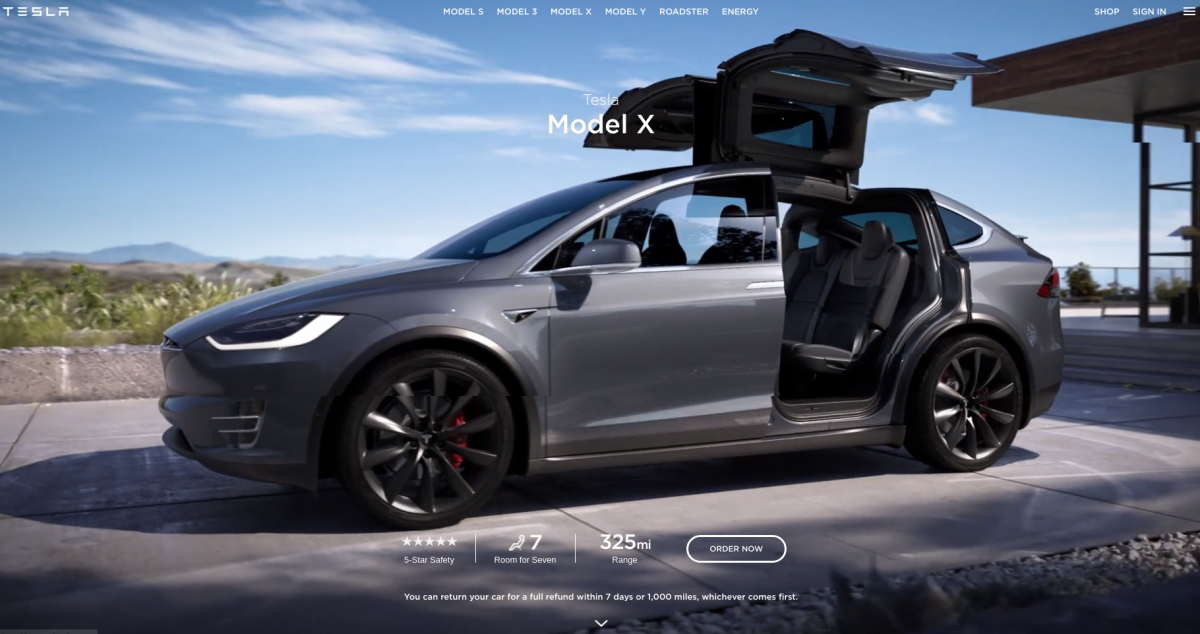 TESLA
MODEL S MODEL 3 MODEL X MODEL Y ROADSTER ENERGY
SHOP SIGN IN
Tesla
Model X
7
325mi
5-Star Safety
Room for Seven
Range
ORDER NOW
You can return your car for a full refund within 7 days or 1,000 miles, whichever comes first.